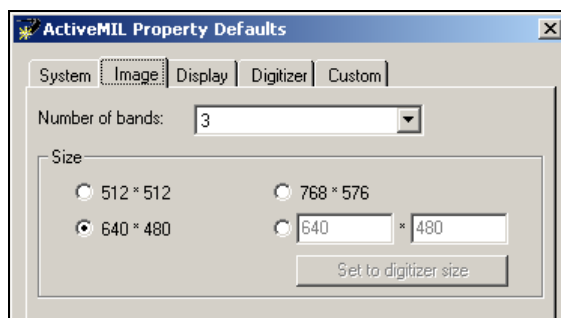 ActiveMIL Property Defaults
System Image Display Digitizer Custom
Number of bands: 3
Size
512 * 512 768 * 576
640 * 480 640 * 480
Set to digitizer size